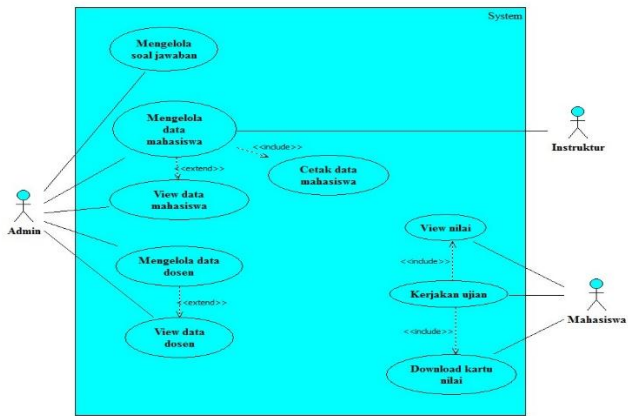 System
Mengelola
soal jawaban
Mengelola
data
mahasiswa
<<include>>
<<extend>>
Cetak data
mahasiswa
View data
mahasiswa
Instruktur
Admin
Mengelola data
dosen
<<extend>>
View data
dosen
View nilai
<<include>>
Kerjakan ujian
<<include>>
Mahasiswa
Download kartu
nilai